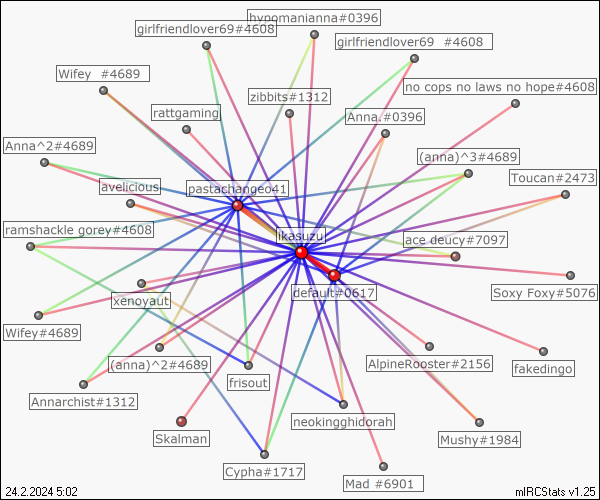 hypomanianna#0396
girlfriendlover69#4608
girlfriendlover69 #4608
Wifey #4689
no cops no laws no hope#4608
zibbits#1312
rattgaming
Anna.#0396
Anna^2#4689
(anna)^3#4689
Toucan#2473
avelicious
pastachangeo41
ramshackle gorey#4608
ikasuzu
ace_deucy#7097
default#0617
Soxy Foxy#5076
xenoyaut
Wifey#4689
(anna)^2#4689
AlpineRooster#2156
fakedingo
frisout
Annarchist#1312
neokingghidorah
Skalman
Mushy#1984
Cypha#1717
Mad #6901
24.2.2024 5:02
mIRCStats v1.25